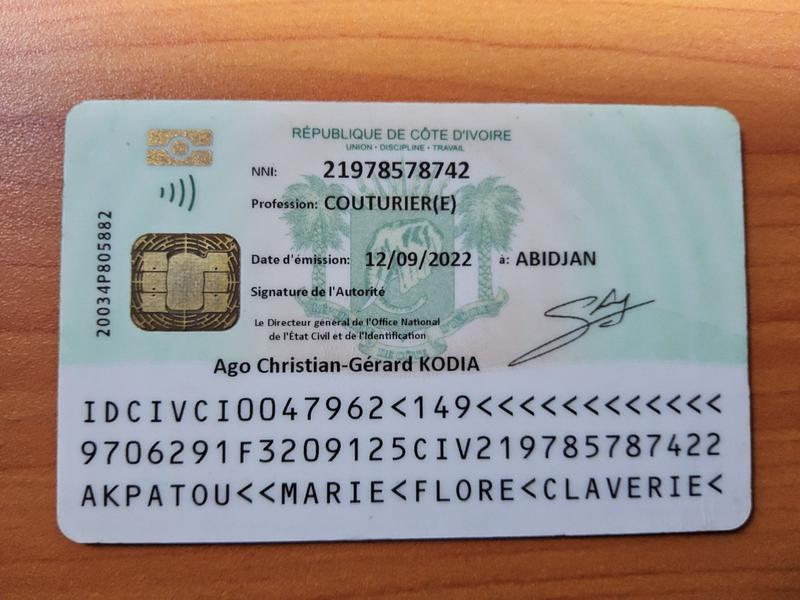 RÉPUBLIQUE DE CÔTE D'IVOIRE
UNION - DISCIPLINE - TRAVAIL
NNI: 21978578742
Profession: COUTURIER(E)
20034P805882
Date d'émission: 12/09/2022 à: ABIDJAN
Signature de l'Autorité
Le Directeur général de l'Office National
de l'État Civil et de l'Identification
Ago Christian-Gérard KODIA
IDCIVCI0047962<149<<<<<<<<<<<<<
9706291F3209125CIV219785787422
AKPATOU<<MARIE<FLORE<CLAVERIE<